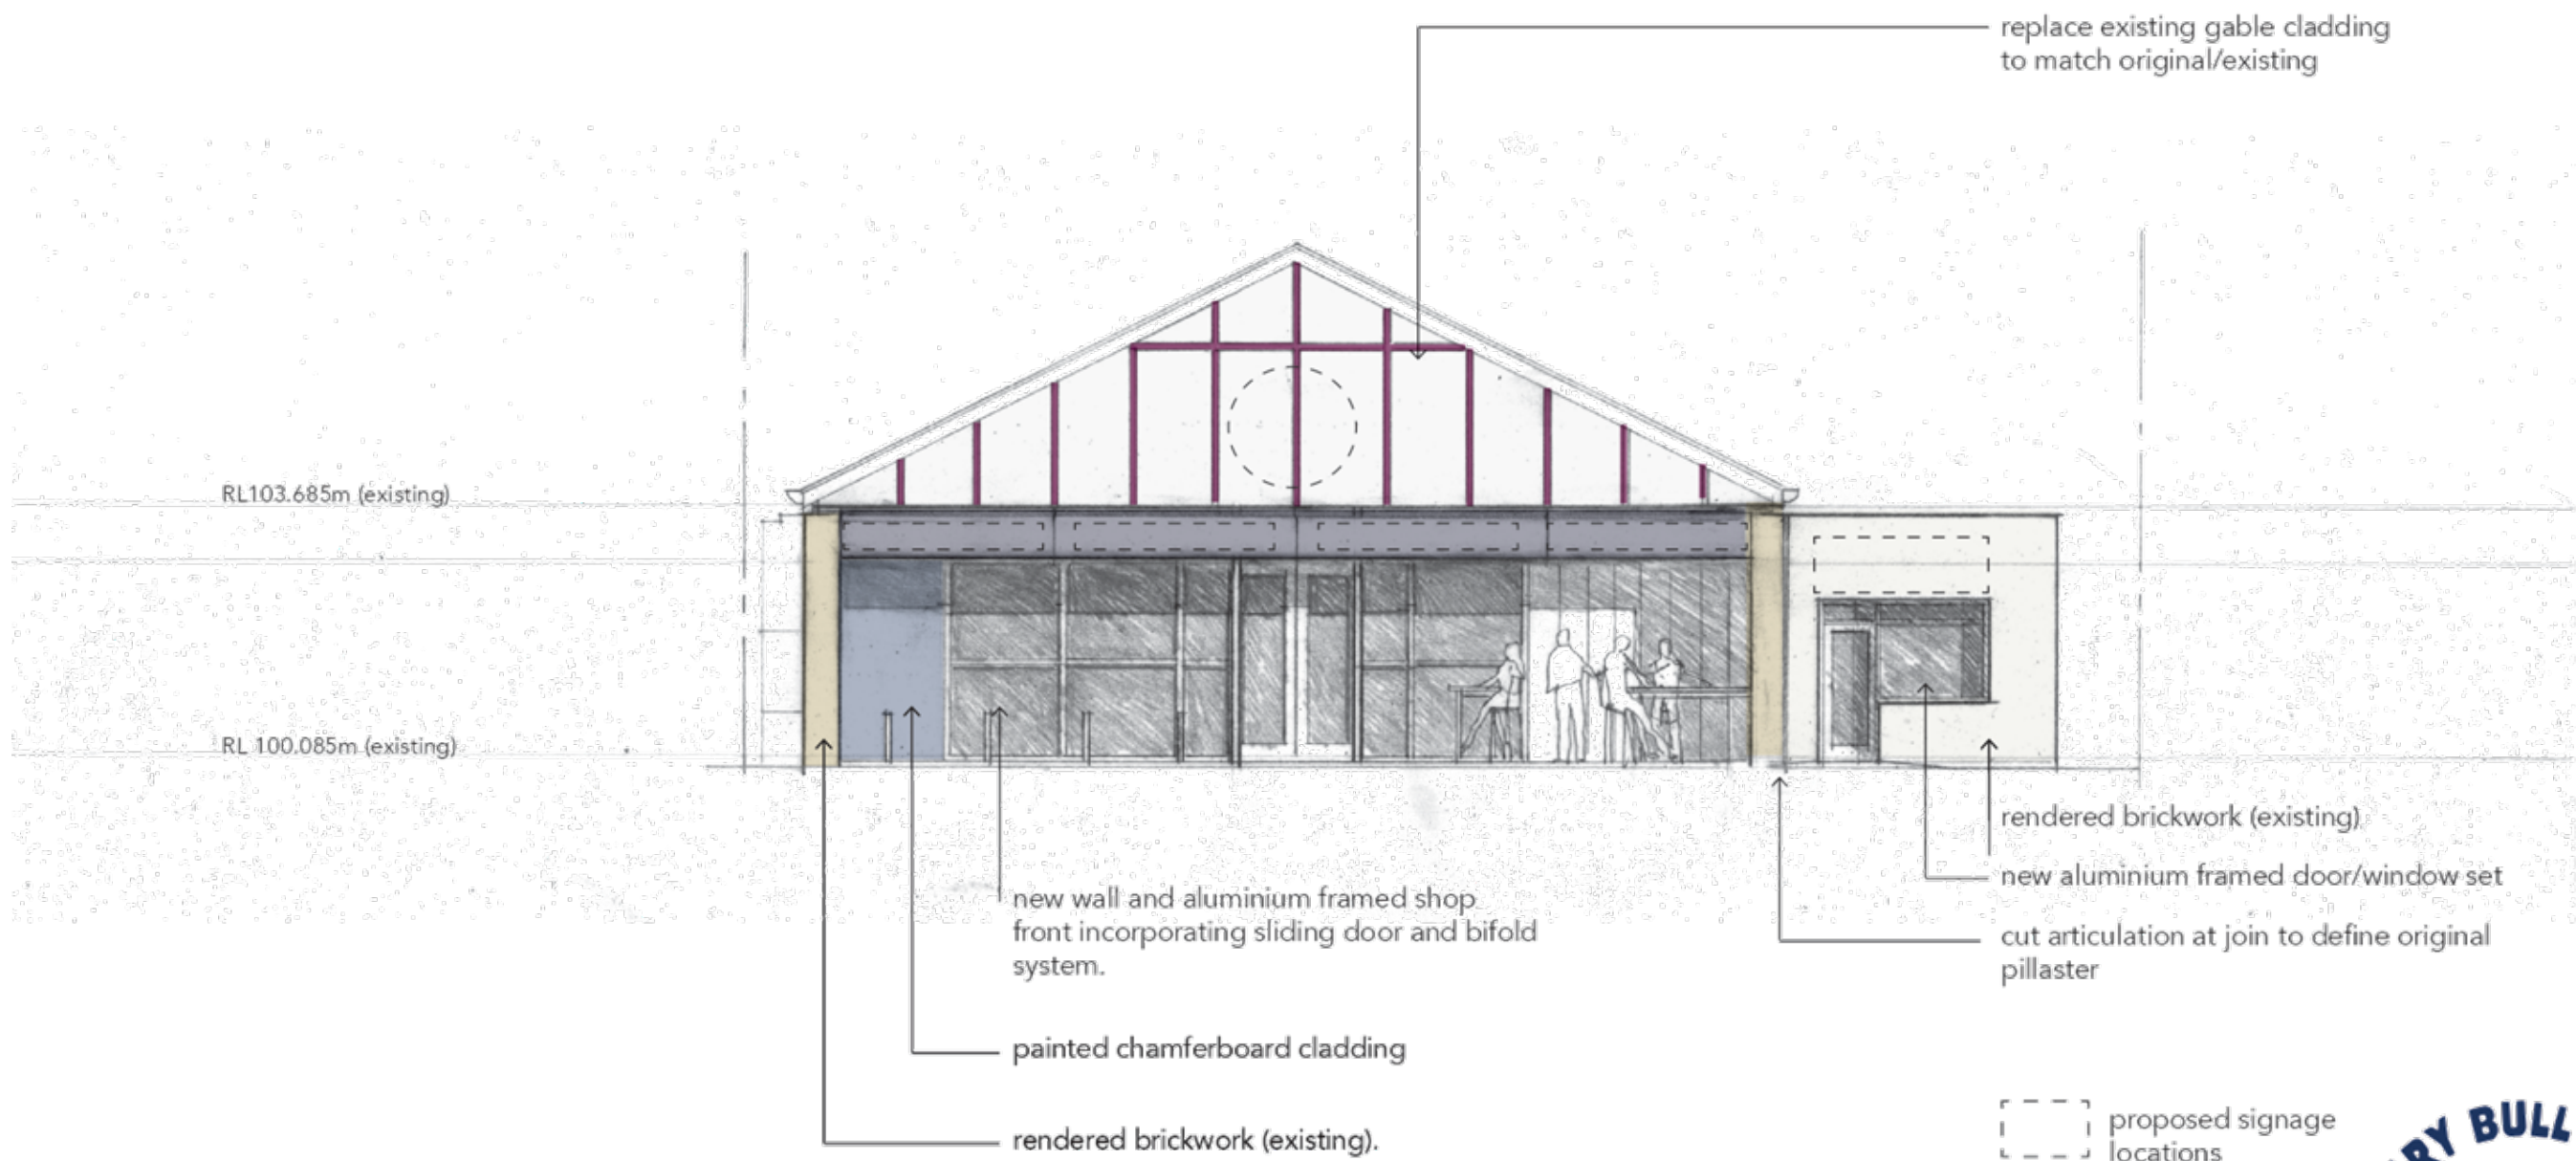 replace existing gable cladding
to match original/existing
RL103.685m (existing)
RL 100.085m (existing)
rendered brickwork (existing)
new aluminium framed door/window set
cut articulation at join to define original
pillaster
new wall and aluminium framed shop
front incorporating sliding door and bifold
system.
painted chamferboard cladding
rendered brickwork (existing).
proposed signage
locations
BULL